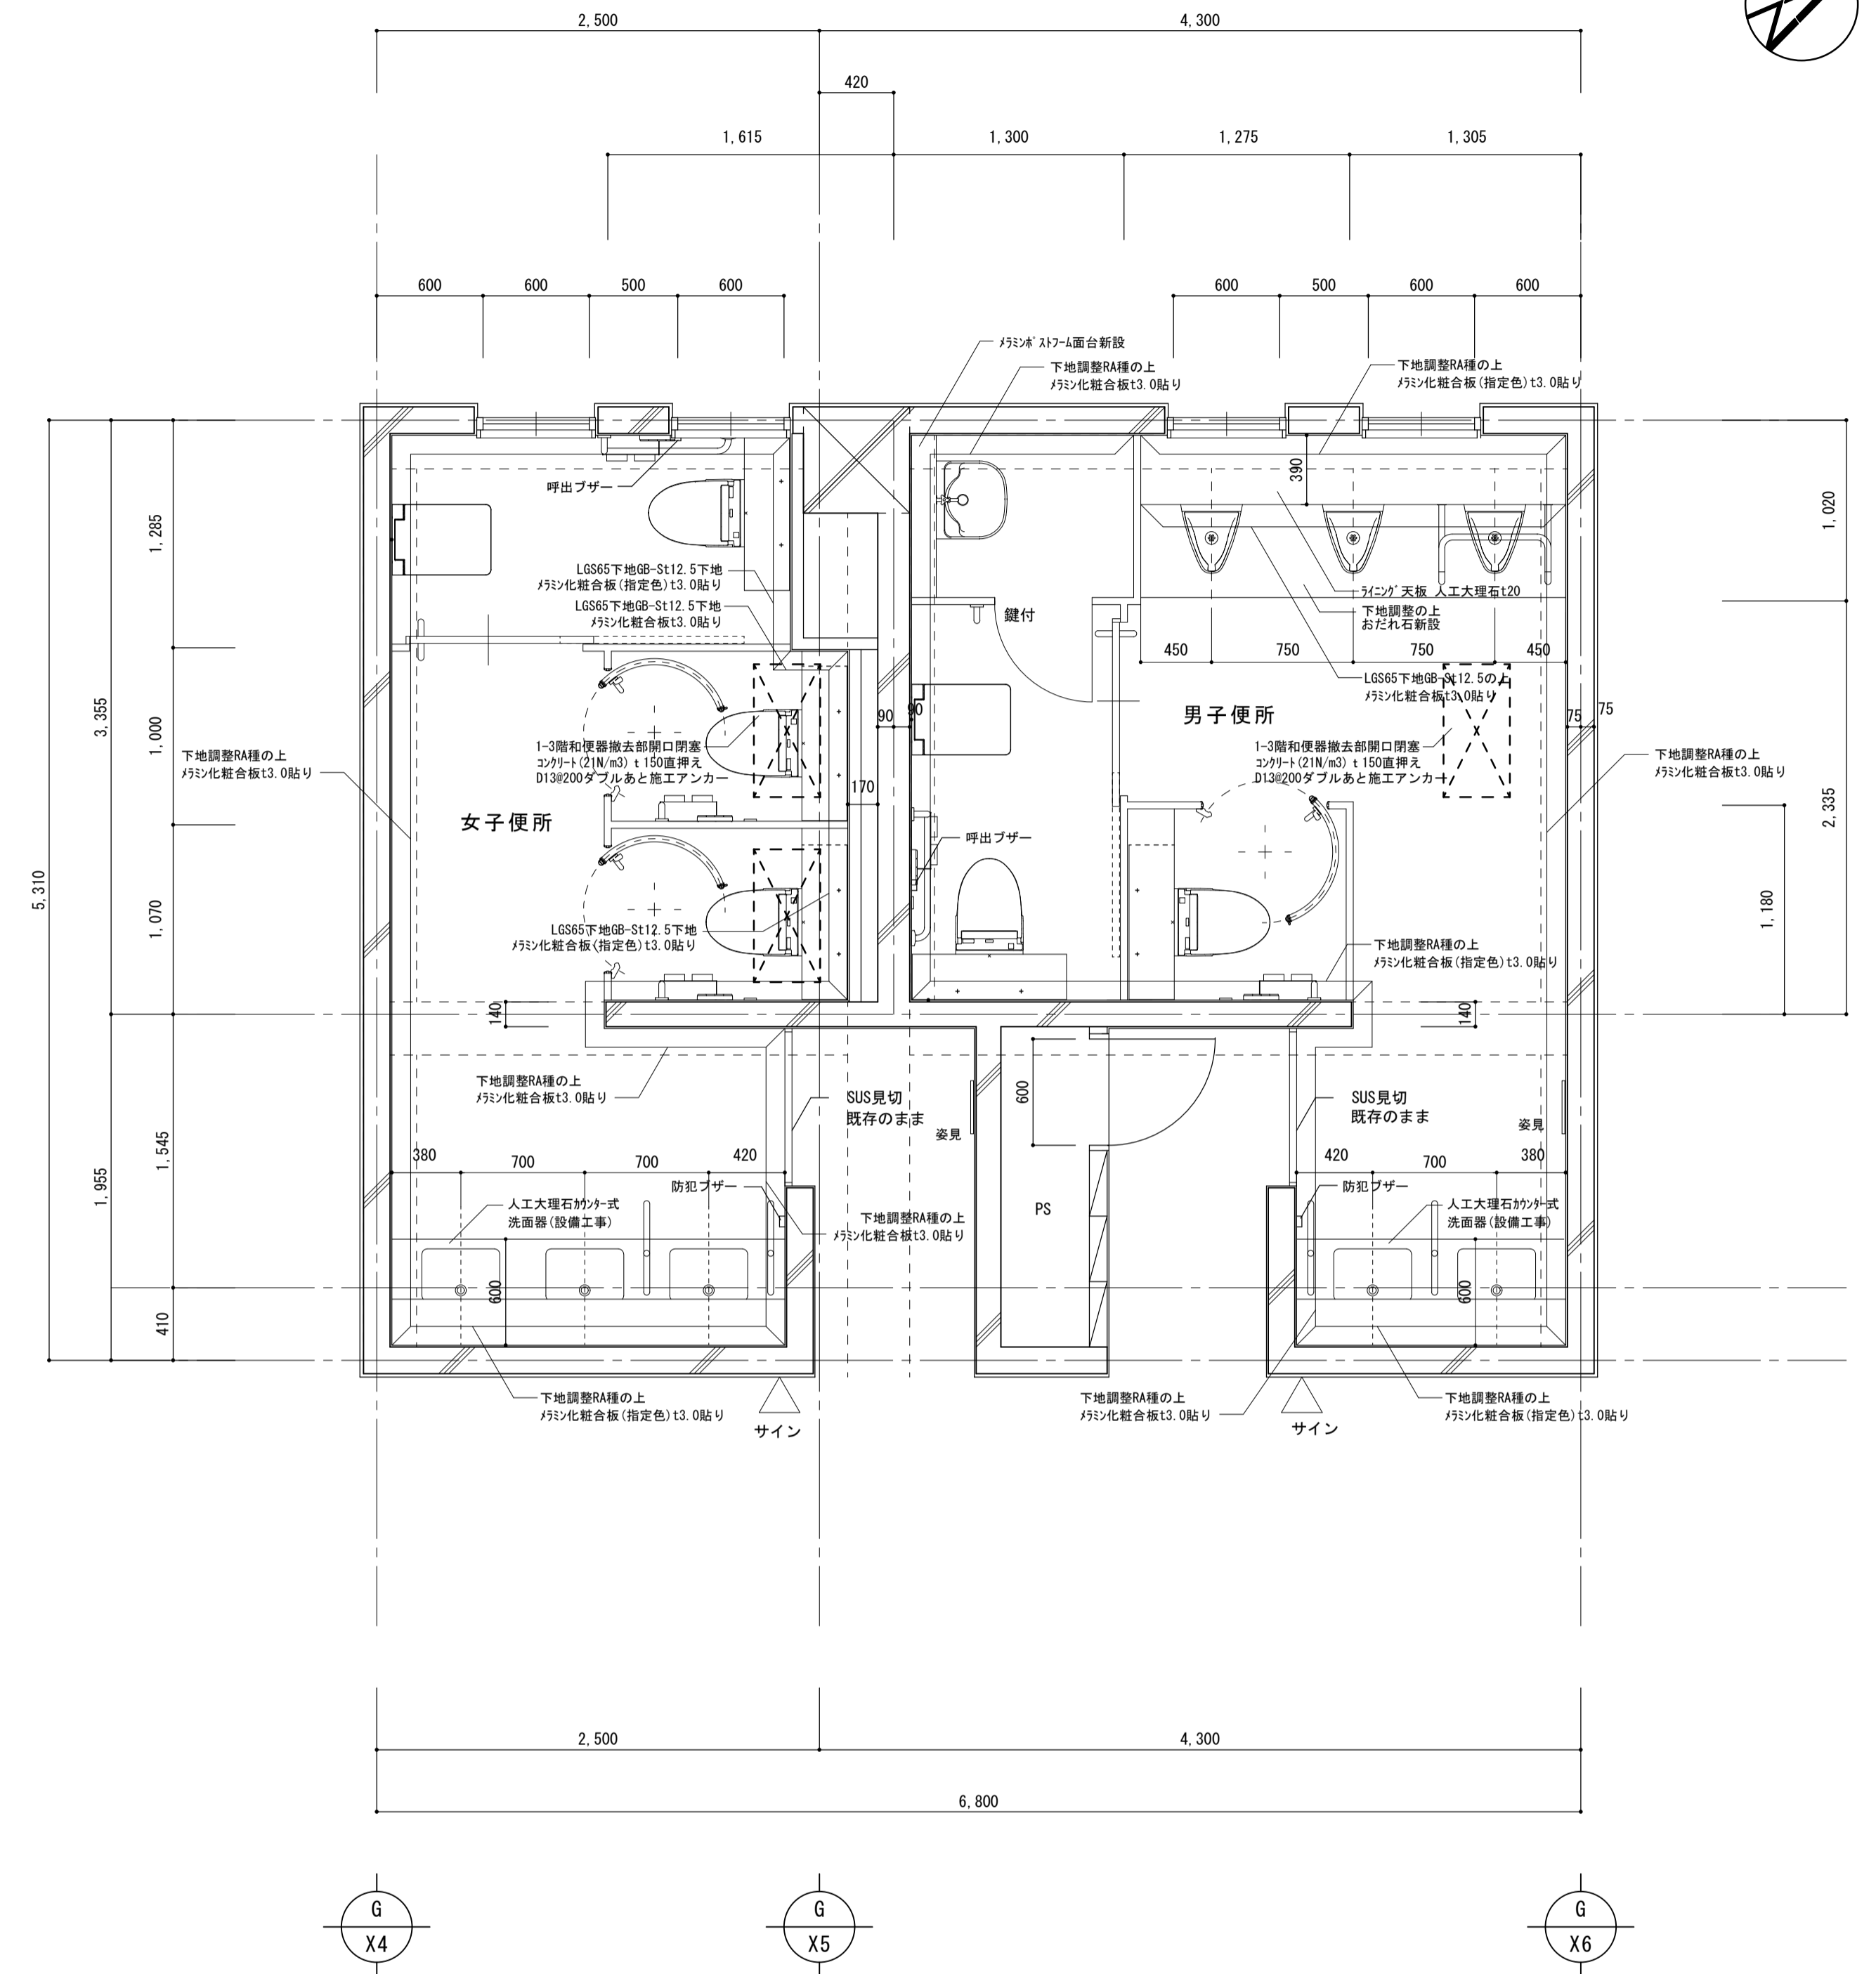 2,500
4,300
420
1,615
1,300
1,275
1,305
600
600
500
600
600
500
600
600
メラミンポストフーム面台新設
下地調整RA種の上
メラミン化粧合板t3.0貼り
下地調整RA種の上
メラミン化粧合板(指定色)t3.0貼り
390
呼出ブザー
1,285
1,020
LGS65下地GB-St12.5下地
メラミン化粧合板(指定色)t3.0貼り
LGS65下地GB-St12.5下地
メラミン化粧合板t3.0貼り
鍵付
ライニング天板 人工大理石t20
下地調整の上
おだれ石新設
450
750
750
450
LGS65下地GB-St12.5の上
メラミン化粧合板t3.0貼り
3,355
1,000
90
90
男子便所
75
75
下地調整RA種の上
メラミン化粧合板t3.0貼り
1-3階和便器撤去部開口閉塞
コンクリート(21N/m3) t 150直押え
D13@200ダブルあと施工アンカー
1-3階和便器撤去部開口閉塞
コンクリート(21N/m3) t 150直押え
D13@200ダブルあと施工アンカー
下地調整RA種の上
メラミン化粧合板t3.0貼り
170
女子便所
呼出ブザー
2,335
5,310
1,070
1,180
LGS65下地GB-St12.5下地
メラミン化粧合板(指定色)t3.0貼り
下地調整RA種の上
メラミン化粧合板(指定色)t3.0貼り
140
140
下地調整RA種の上
メラミン化粧合板t3.0貼り
600
SUS見切
既存のまま
姿見
SUS見切
既存のまま
姿見
1,955
1,545
380
700
700
420
420
700
380
防犯ブザー
防犯ブザー
人工大理石カウンター式
洗面器(設備工事)
下地調整RA種の上
メラミン化粧合板t3.0貼り
PS
人工大理石カウンター式
洗面器(設備工事)
600
600
410
下地調整RA種の上
メラミン化粧合板(指定色)t3.0貼り
サイン
下地調整RA種の上
メラミン化粧合板t3.0貼り
サイン
下地調整RA種の上
メラミン化粧合板(指定色)t3.0貼り
2,500
4,300
6,800
G
X4
G
X5
G
X6